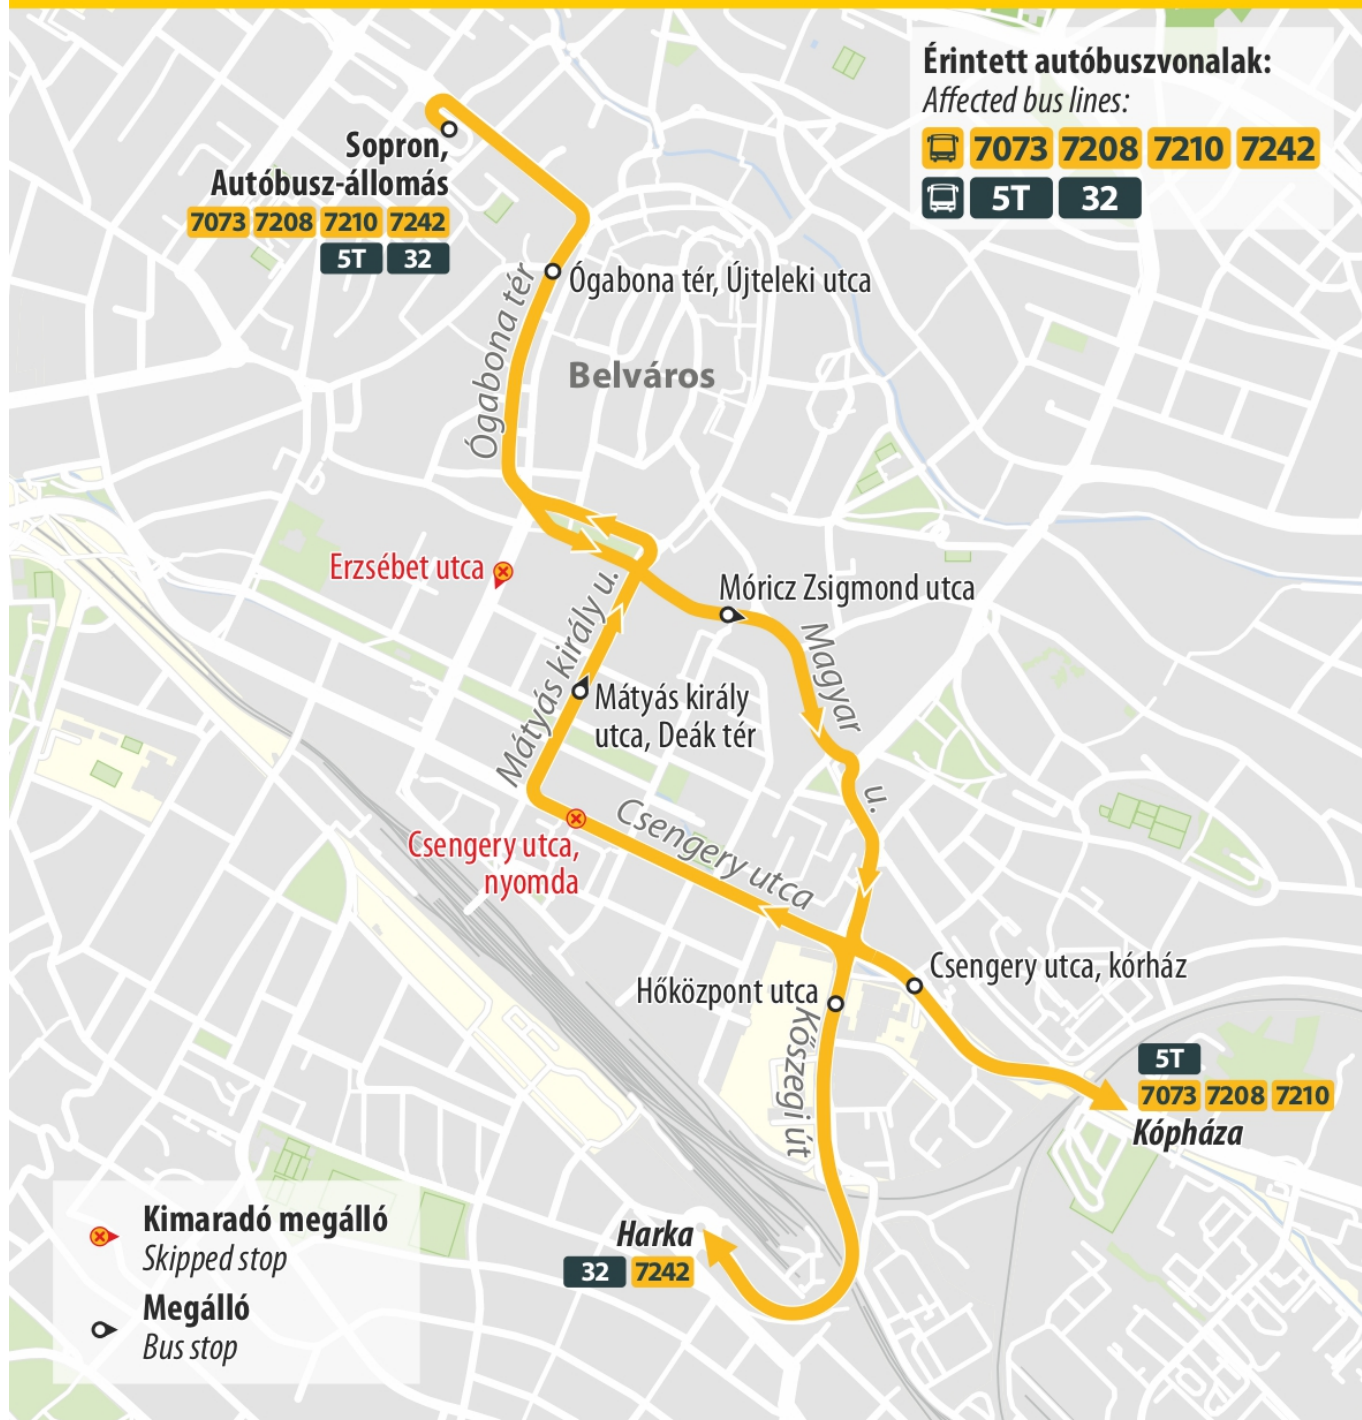 Érintett autóbuszvonalak:
Affected bus lines:
7073 7208 7210 7242
5T 32
Sopron,
Autóbusz-állomás
7073 7208 7210 7242
5T 32
Ógabona tér, Újteleki utca
Ógabona tér
Belváros
Erzsébet utca
Móricz Zsigmond utca
Mátyás király u.
Magyar
u.
Mátyás király
utca, Deák tér
Csengery utca
Csengery utca,
nyomda
Csengery utca, kórház
Hőközpont utca
Kőszegi út
5T
7073 7208 7210
Kópháza
Harka
32 7242
Kimaradó megálló
Skipped stop
Megálló
Bus stop